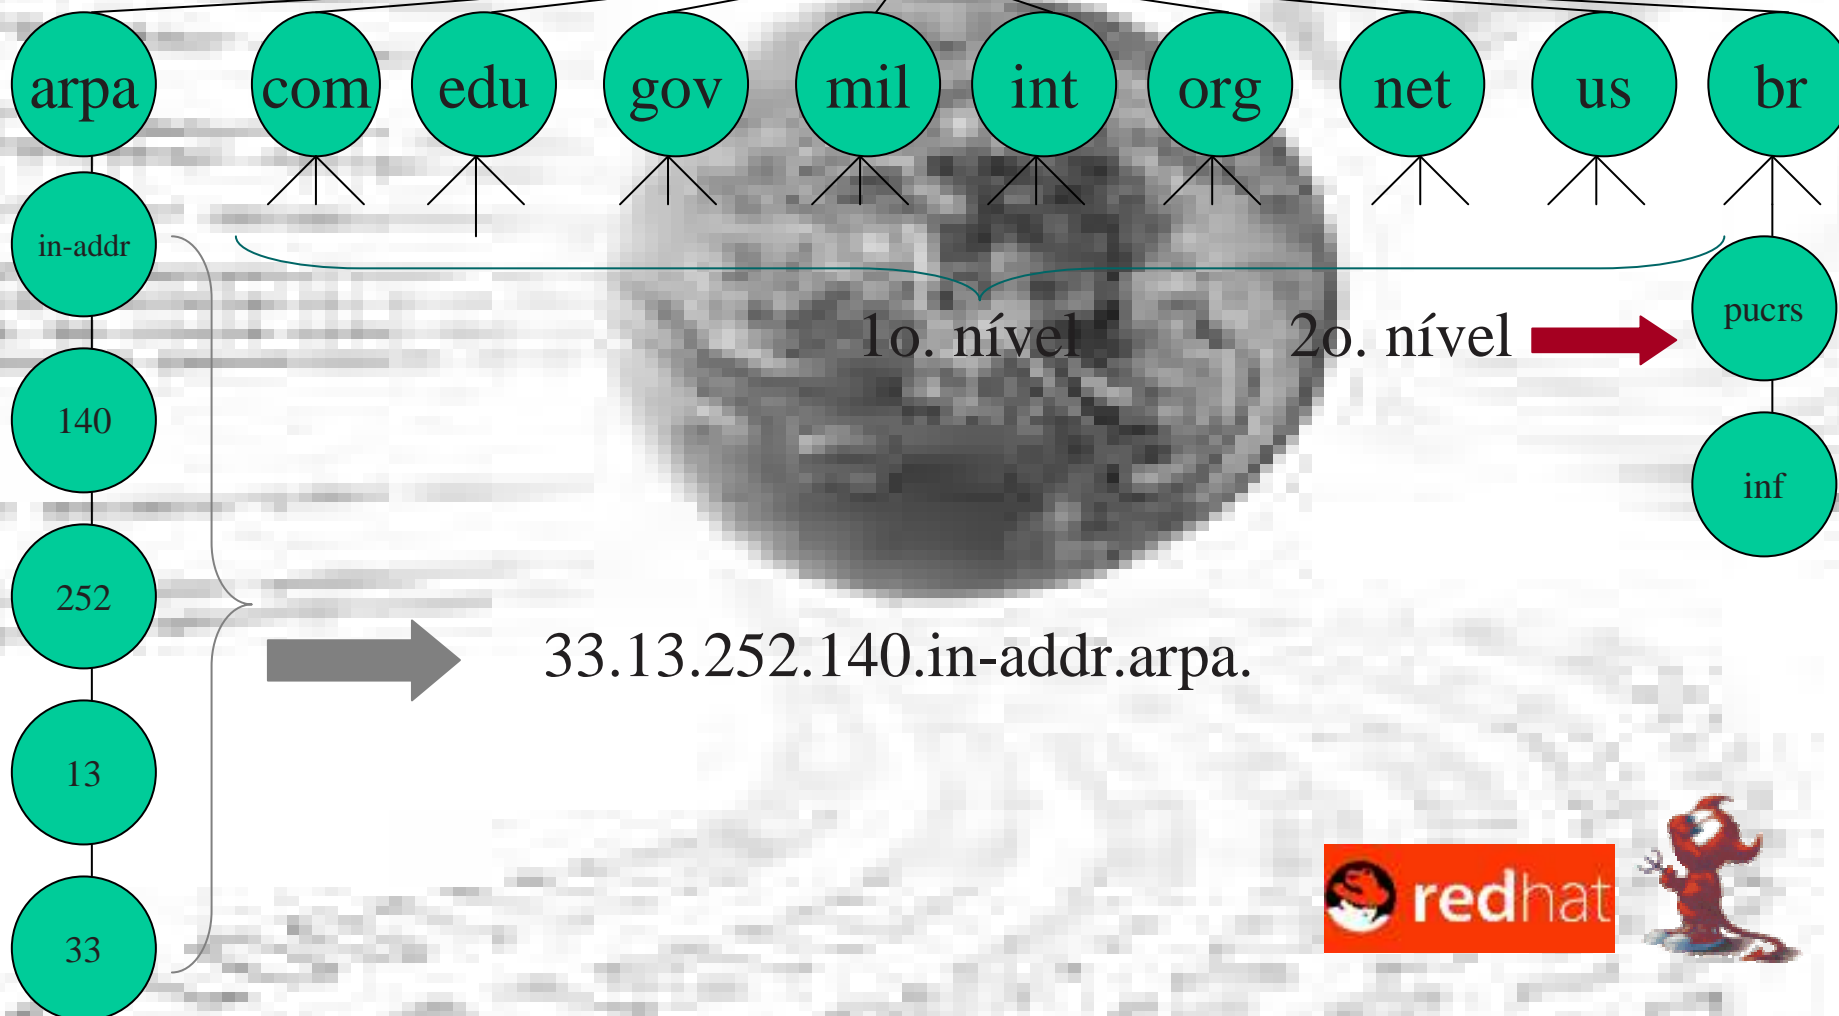 arpa com edu gov mil int org net us br
in-addr
1o. nível 2o. nível pucrs
140
inf
252
33.13.252.140.in-addr.arpa.
13
redhat
33